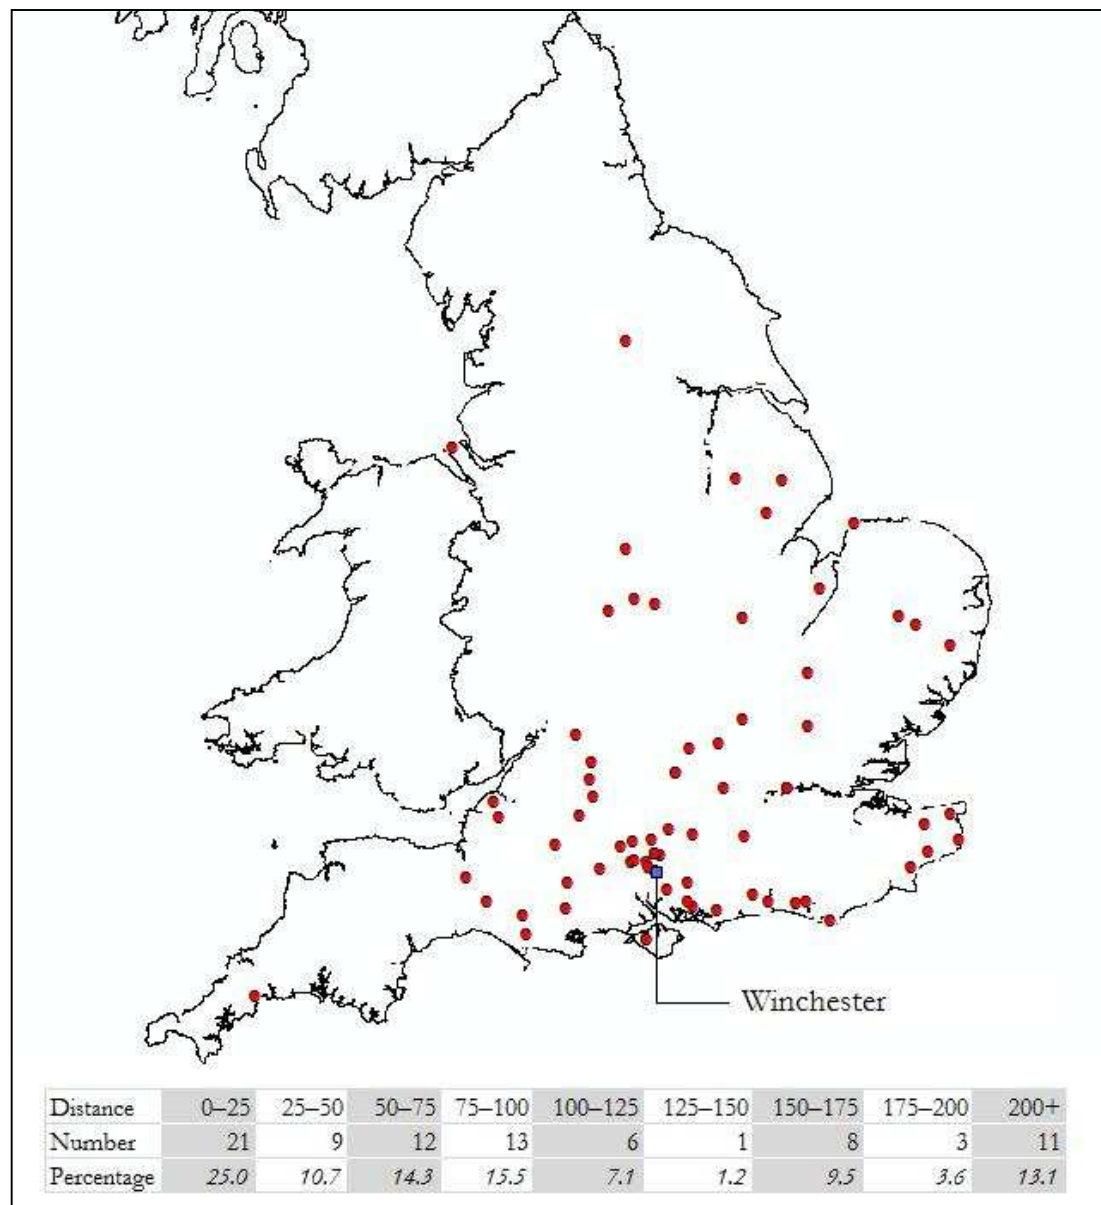 Winchester
Distance 0–25 25–50 50–75 75–100 100–125 125–150 150–175 175–200 200+
Number 21 9 12 13 6 1 8 3 11
Percentage 25.0 10.7 14.3 15.5 7.1 1.2 9.5 3.6 13.1